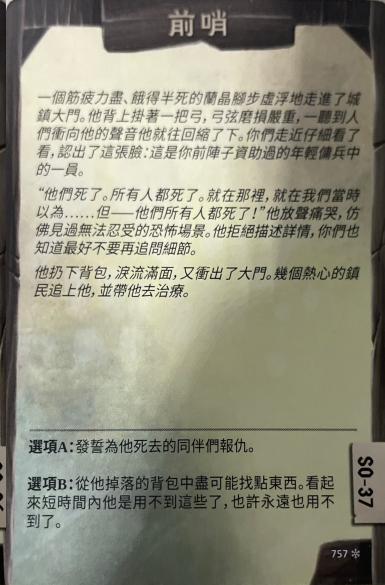 前哨
一個筋疲力盡、餓得半死的蘭晶腳步虛浮地走進了城
鎮大門。他背上掛著一把弓，弓弦磨損嚴重，一聽到人
們衝向他的聲音他就往回縮了下。你們走近仔細看了
看，認出了這張臉：這是你前陣子資助過的年輕傭兵中
的一員。
“他們死了。所有人都死了。就在那裡，就在我們當時
以為……但——他們所有人都死了！”他放聲痛哭，仿
佛見過無法忍受的恐怖場景。他拒絕描述詳情，你們也
知道最好不要再追問細節。
他扔下背包，淚流滿面，又衝出了大門。幾個熱心的鎮
民追上他，並帶他去治療。
選項A：發誓為他死去的同伴們報仇。
選項B：從他掉落的背包中盡可能找點東西。看起
來短時間內他是用不到這些了，也許永遠也用不
到了。
SO-37
757